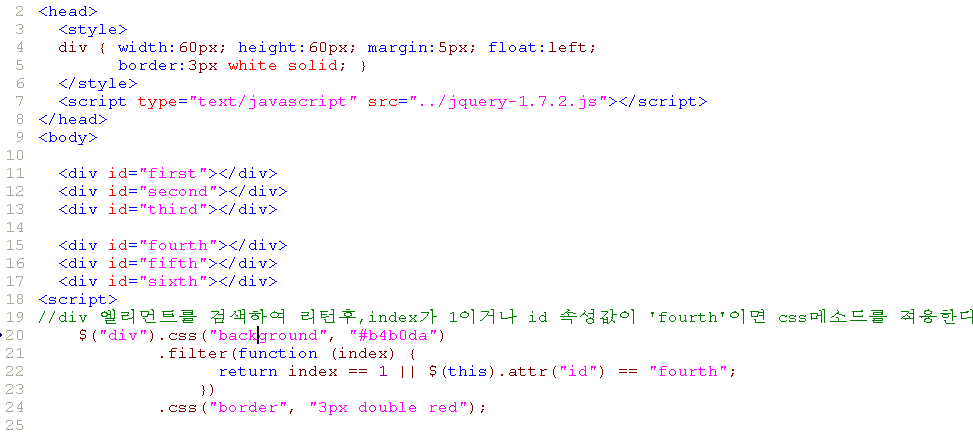 2 <head>
3 <style>
4 div { width:60px; height:60px; margin:5px; float:left;
5 border:3px white solid; }
6 </style>
7 <script type="text/javascript" src="../jquery-1.7.2.js"></script>
8 </head>
9 <body>
10
11 <div id="first"></div>
12 <div id="second"></div>
13 <div id="third"></div>
14
15 <div id="fourth"></div>
16 <div id="fifth"></div>
17 <div id="sixth"></div>
18 <script>
19 //div 엘리먼트를 검색하여 리턴후,index가 1이거나 id 속성값이 'fourth'이면 css메소드를 적용한디
20 $("div").css("background", "#b4b0da")
21 .filter(function (index) {
22 return index == 1 || $(this).attr("id") == "fourth";
23 })
24 .css("border", "3px double red");
25